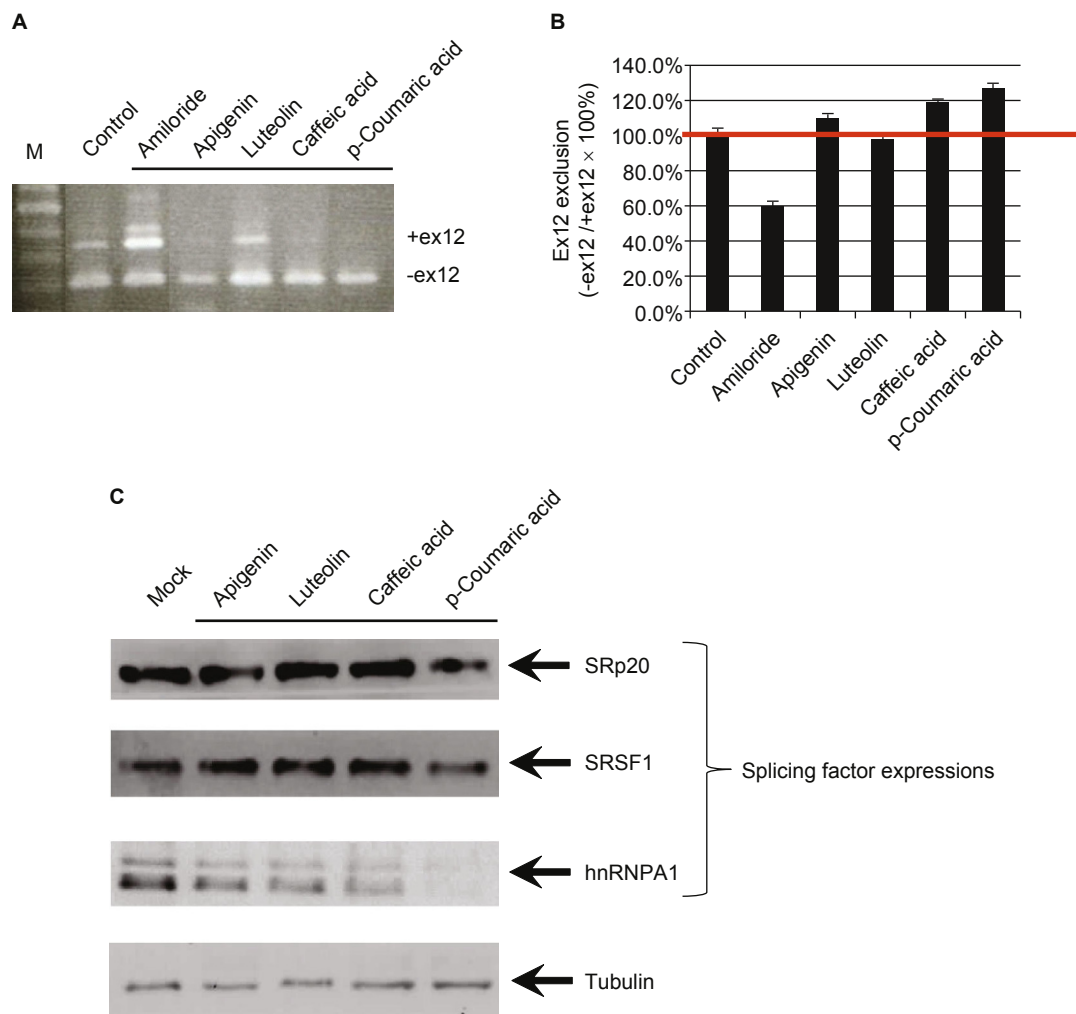 A
M
Control
Amiloride
Apigenin
Luteolin
Caffeic acid
p-Coumaric acid
+ex12
-ex12
B
Ex12 exclusion
(-ex12 /+ex12 × 100%)
140.0%
120.0%
100.0%
80.0%
60.0%
40.0%
20.0%
0.0%
Control
Amiloride
Apigenin
Luteolin
Caffeic acid
p-Coumaric acid
C
Mock
Apigenin
Luteolin
Caffeic acid
p-Coumaric acid
SRp20
SRSF1
hnRNPA1
Tubulin
Splicing factor expressions